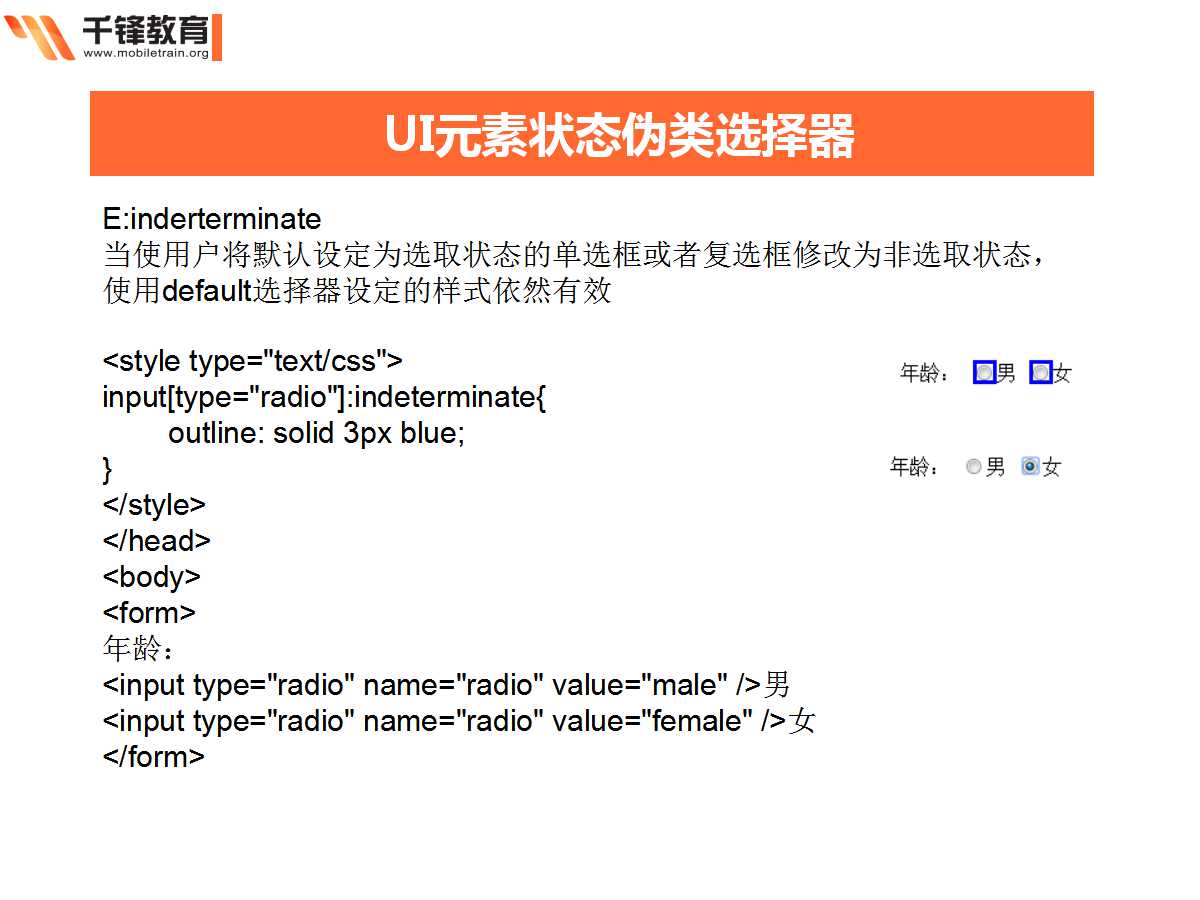 千锋教育
www.mobiletrain.org
UI元素状态伪类选择器
E:inderterminate
当使用户将默认设定为选取状态的单选框或者复选框修改为非选取状态，
使用default选择器设定的样式依然有效
<style type="text/css">
input[type="radio"]:indeterminate{
outline: solid 3px blue;
}
</style>
</head>
<body>
<form>
年龄：
<input type="radio" name="radio" value="male" />男
<input type="radio" name="radio" value="female" />女
</form>
年龄： 男 女
年龄： 男 女